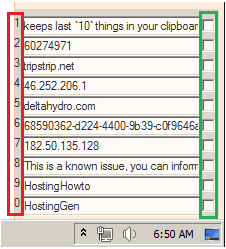 1 keeps last `10` things in your clipboar
2 60274971
3 tripstrip.net
4 46.252.206.1
5 deltahydro.com
6 68590362-d224-4400-9b39-c0f9646a
7 182.50.135.128
8 This is a known issue, you can inform
9 HostingHowto
0 HostingGen
6:50 AM